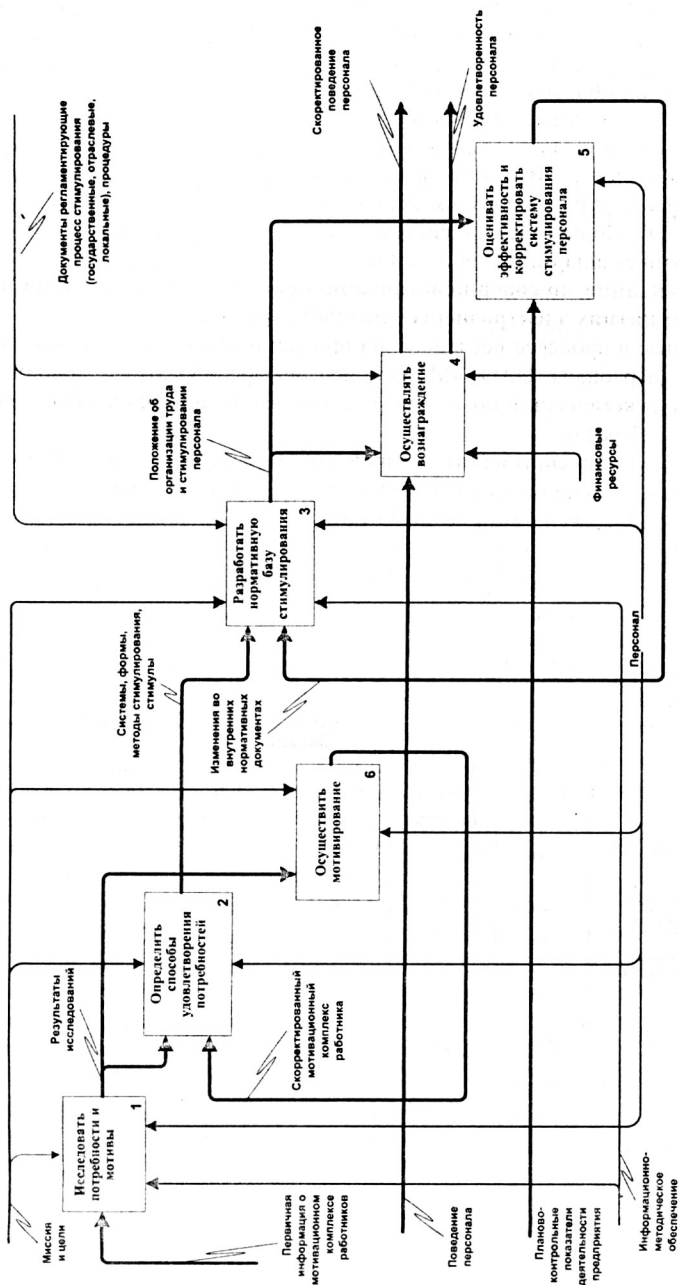 Миссия
и цели
Документы регламентирующие
процесс стимулирования
(государственные, отраслевые,
локальные), процедуры
Исследовать
потребности и
мотивы
1
Результаты
исследований
Определить
способы
удовлетворения
потребностей
2
Системы, формы,
методы стимулирования,
стимулы
Разработать
нормативную
базу
стимулирования
3
Положение об
организации труда
и стимулировании
персонала
Осуществлять
вознаграждение
4
Скоректированное
поведение
персонала
Удовлетворенность
персонала
Оценивать
эффективность и
корректировать
систему
стимулирования
персонала
5
Осуществить
мотивирование
6
Изменения во
внутренних
нормативных
документах
Скорректированный
мотивационный
комплекс
работника
Первичная
информация о
мотивационном
комплексе
работников
Поведение
персонала
Планово-
контрольные
показатели
деятельности
предприятия
Информационно-
методическое
обеспечение
Персонал
Финансовые
ресурсы